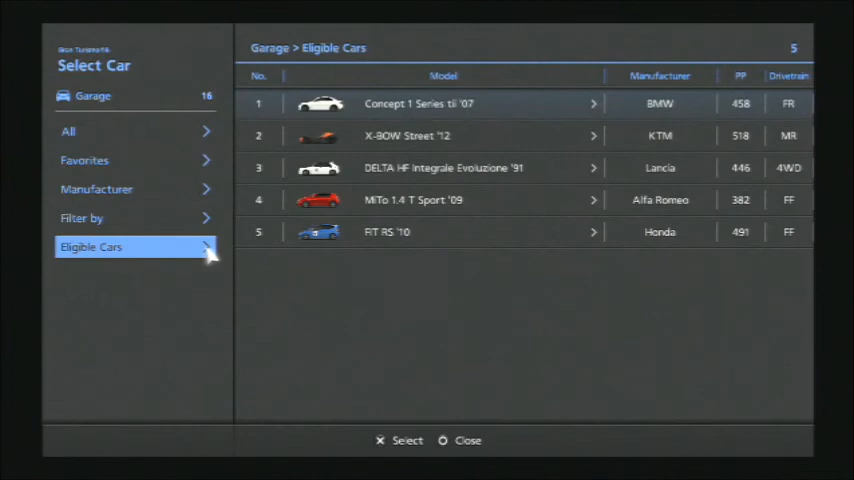 Gran Turismo 6
Select Car
Garage 16
All
Favorites
Manufacturer
Filter by
Eligible Cars
Garage > Eligible Cars 5
No. Model Manufacturer PP Drivetrain
1 Concept 1 Series tii '07 BMW 458 FR
2 X-BOW Street '12 KTM 518 MR
3 DELTA HF Integrale Evoluzione '91 Lancia 446 4WD
4 MiTo 1.4 T Sport '09 Alfa Romeo 382 FF
5 FIT RS '10 Honda 491 FF
Select Close